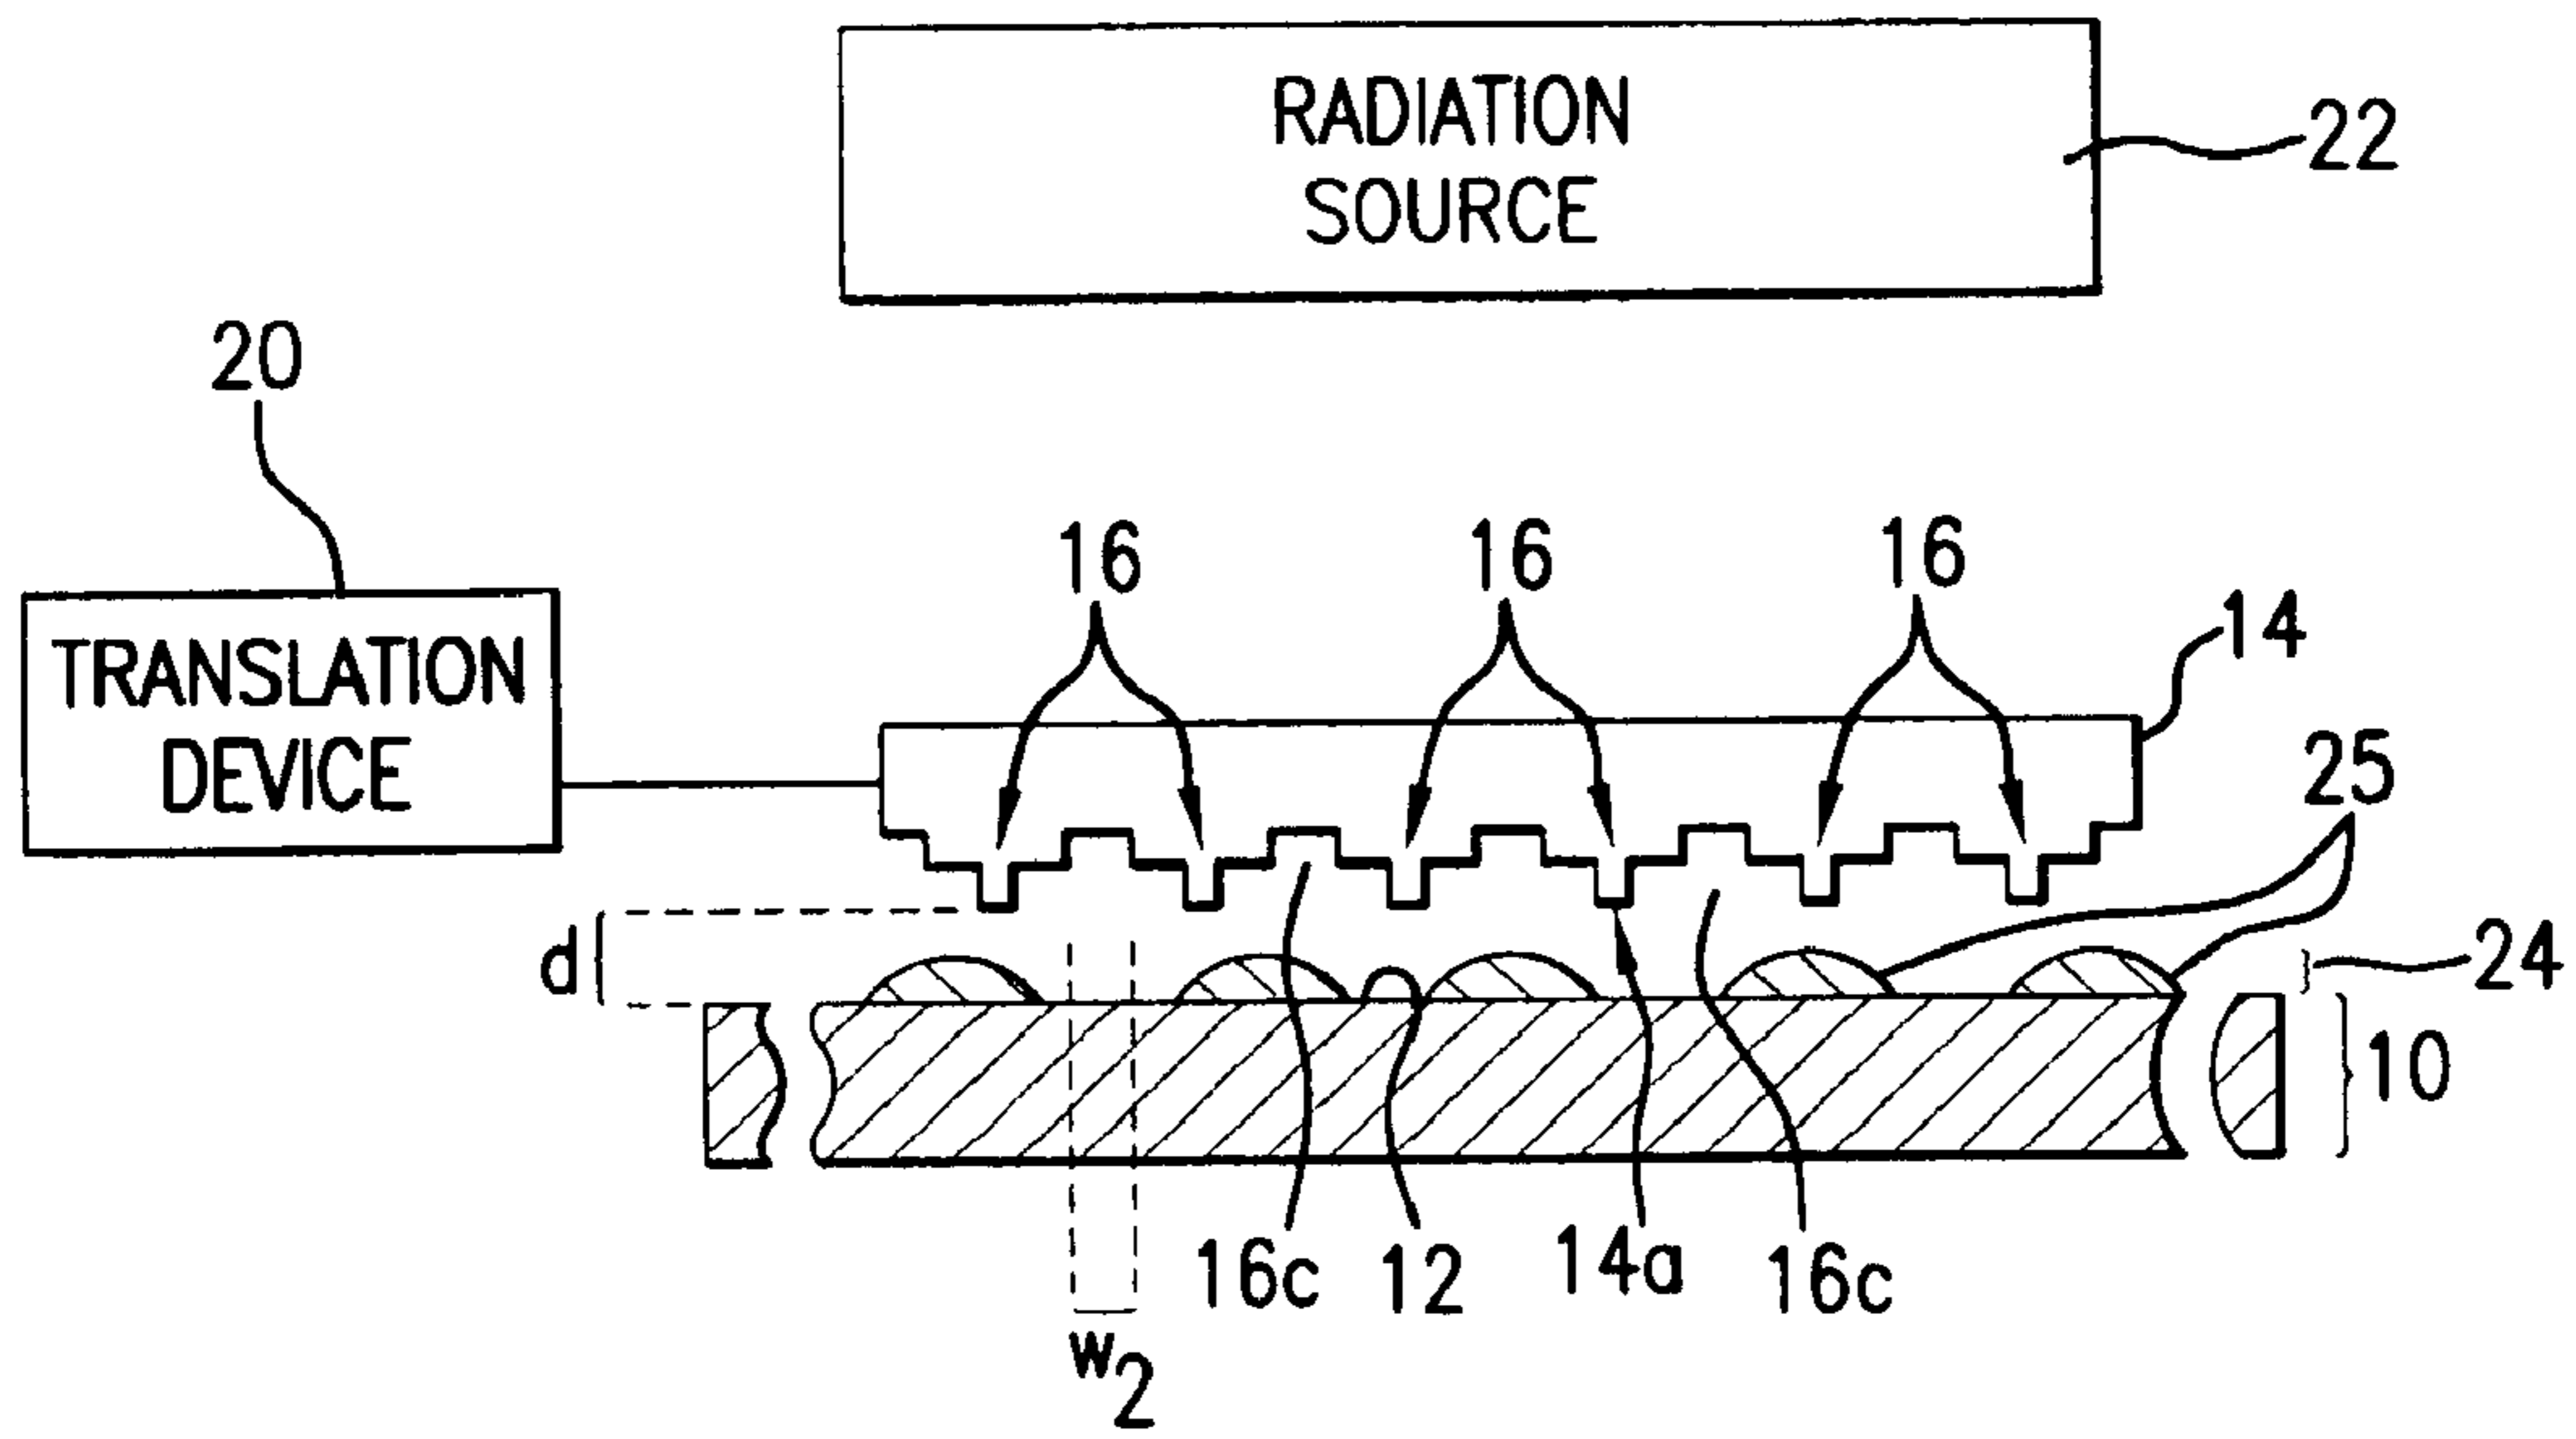 RADIATION
SOURCE
22
20
16 16 16
14
TRANSLATION
DEVICE
25
d
24
10
16c 12 14a 16c
w2